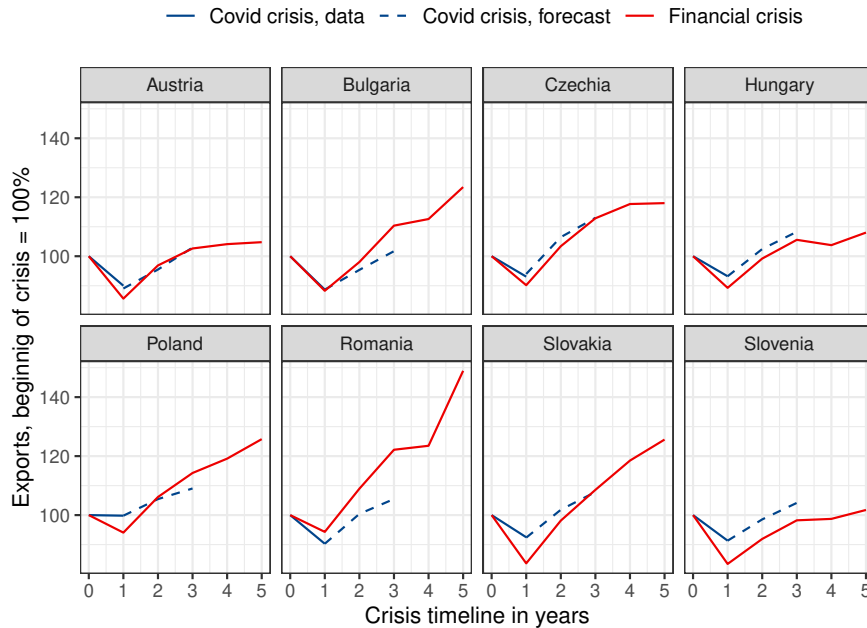 Covid crisis, data Covid crisis, forecast Financial crisis
Austria Bulgaria Czechia Hungary
140
120
100
Poland Romania Slovakia Slovenia
140
120
100
0 1 2 3 4 5 0 1 2 3 4 5 0 1 2 3 4 5 0 1 2 3 4 5
Crisis timeline in years
Exports, beginnig of crisis = 100%